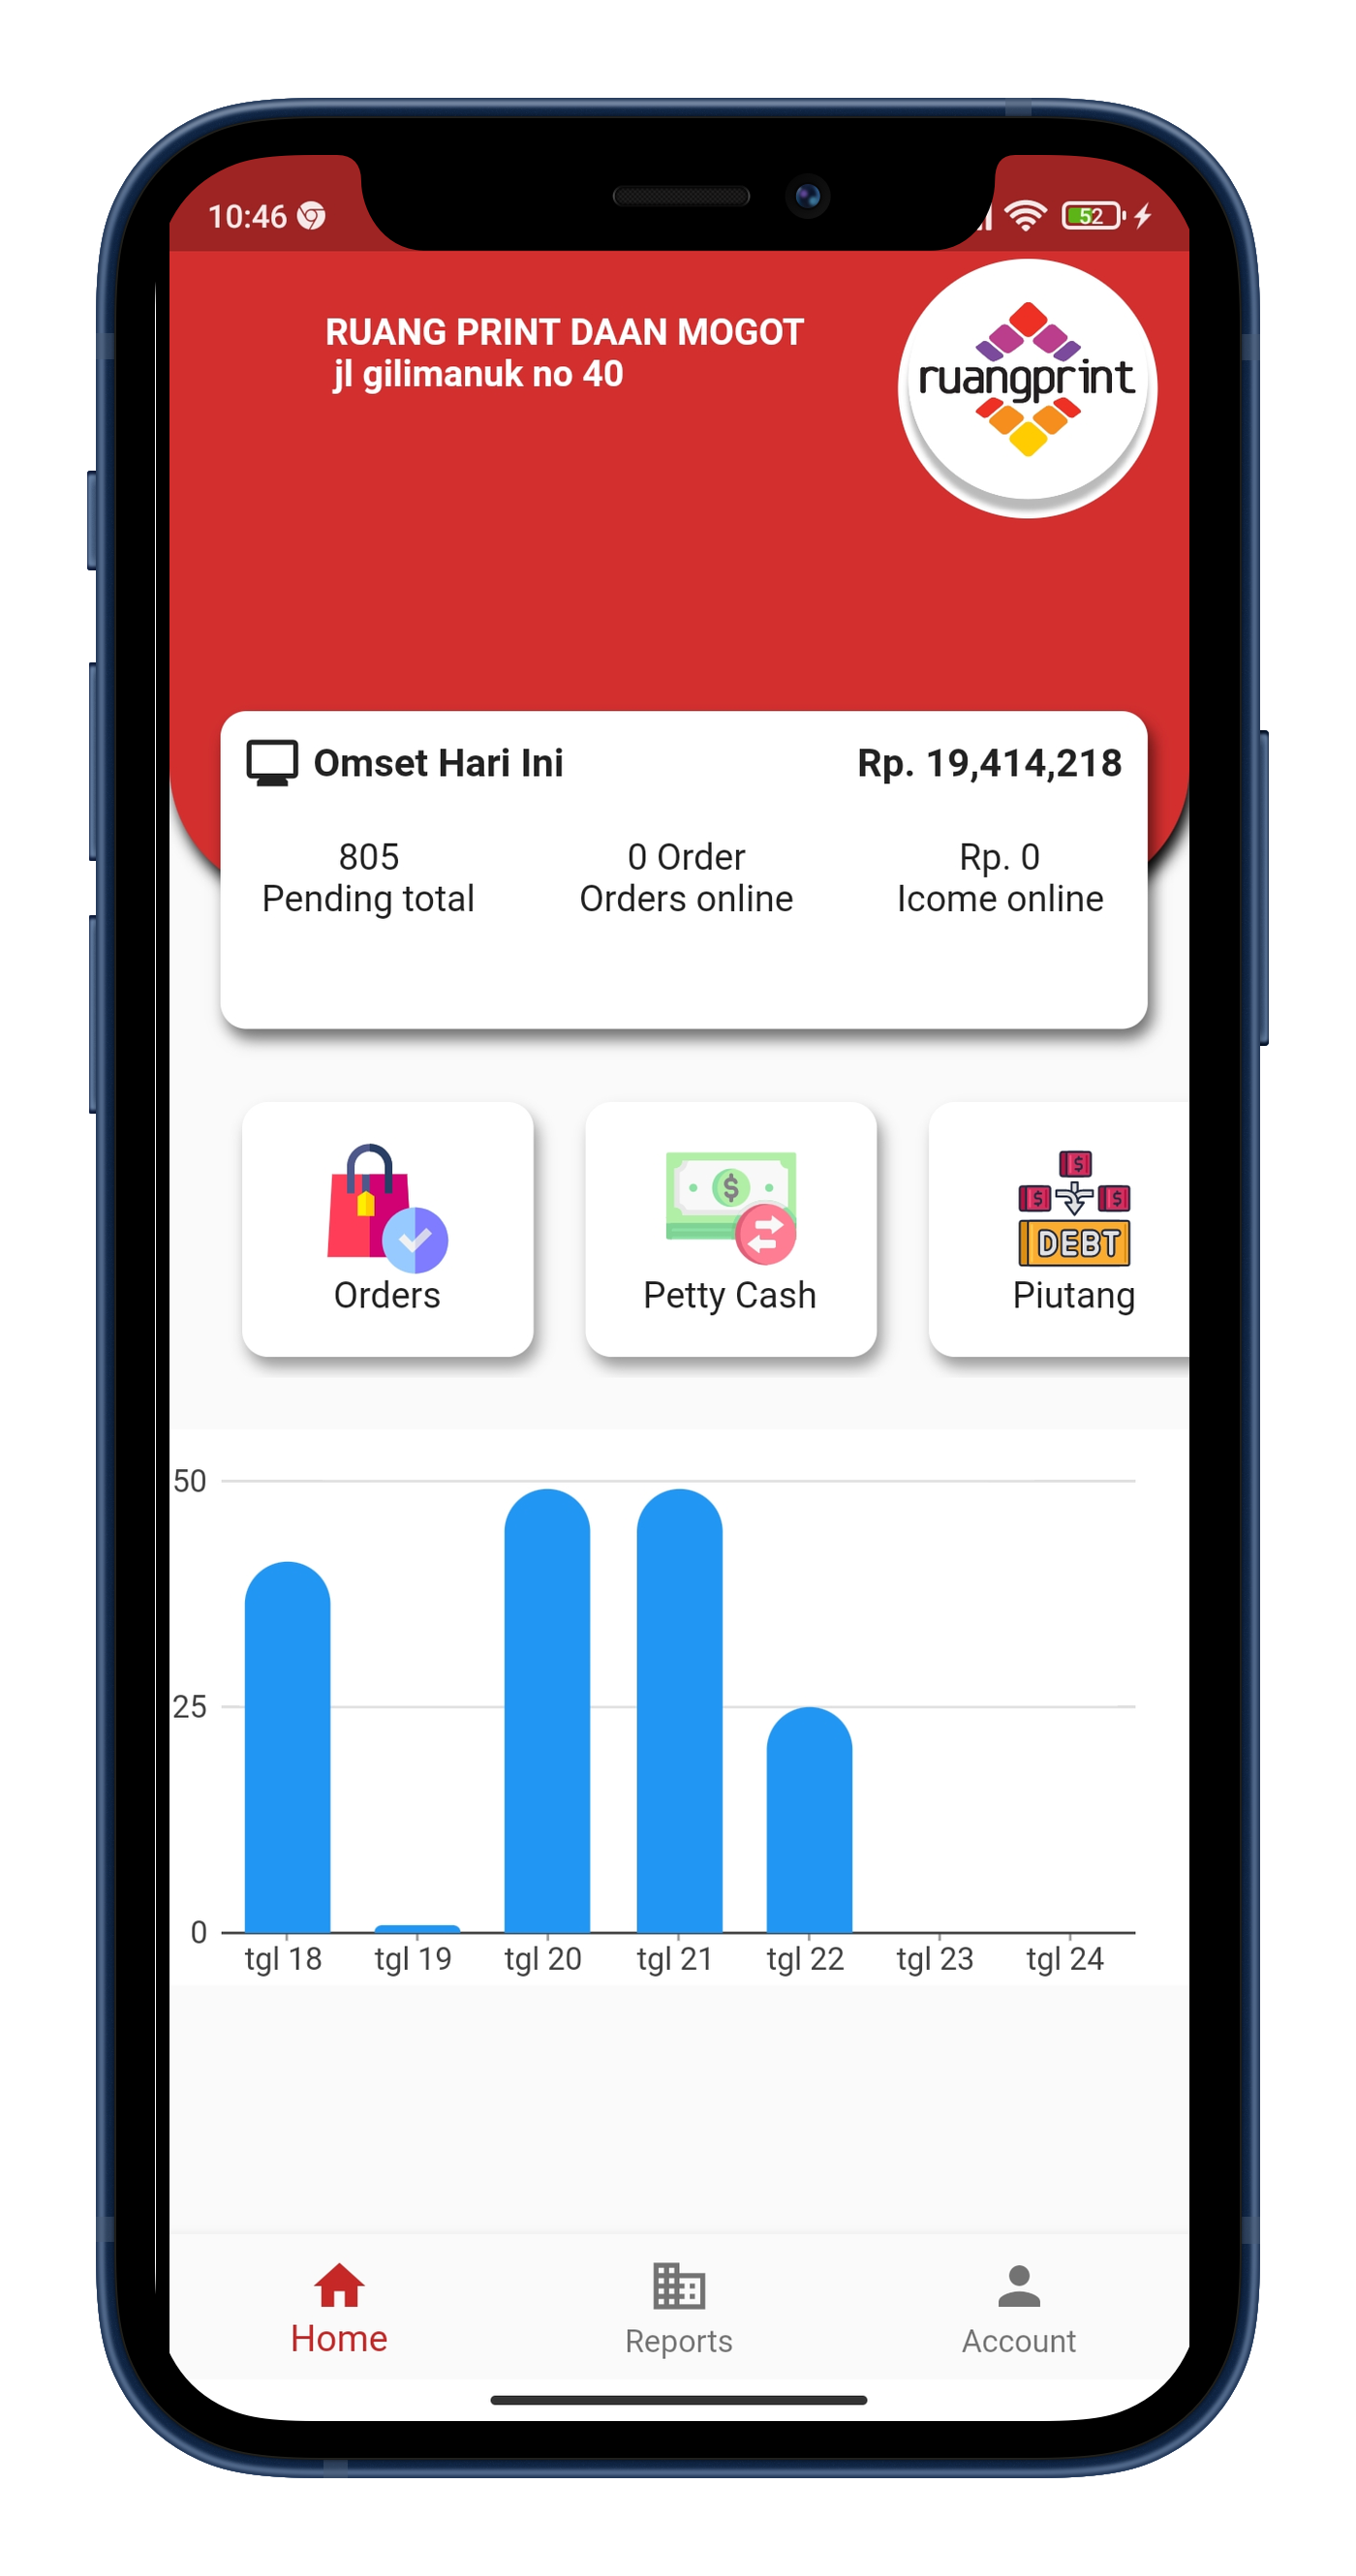 10:46
52
RUANG PRINT DAAN MOGOT
jl gilimanuk no 40
ruangprint
Omset Hari Ini Rp. 19,414,218
805 0 Order Rp. 0
Pending total Orders online Icome online
$ $ $ $
DEBT
Orders Petty Cash Piutang
50
25
0
tgl 18 tgl 19 tgl 20 tgl 21 tgl 22 tgl 23 tgl 24
Home Reports Account